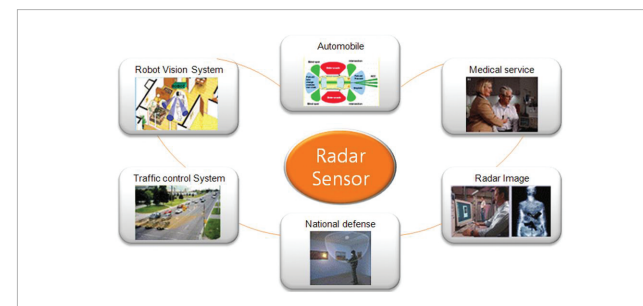 Automobile
Robot Vision System
Medical service
Radar
Sensor
Traffic control System
Radar Image
National defense